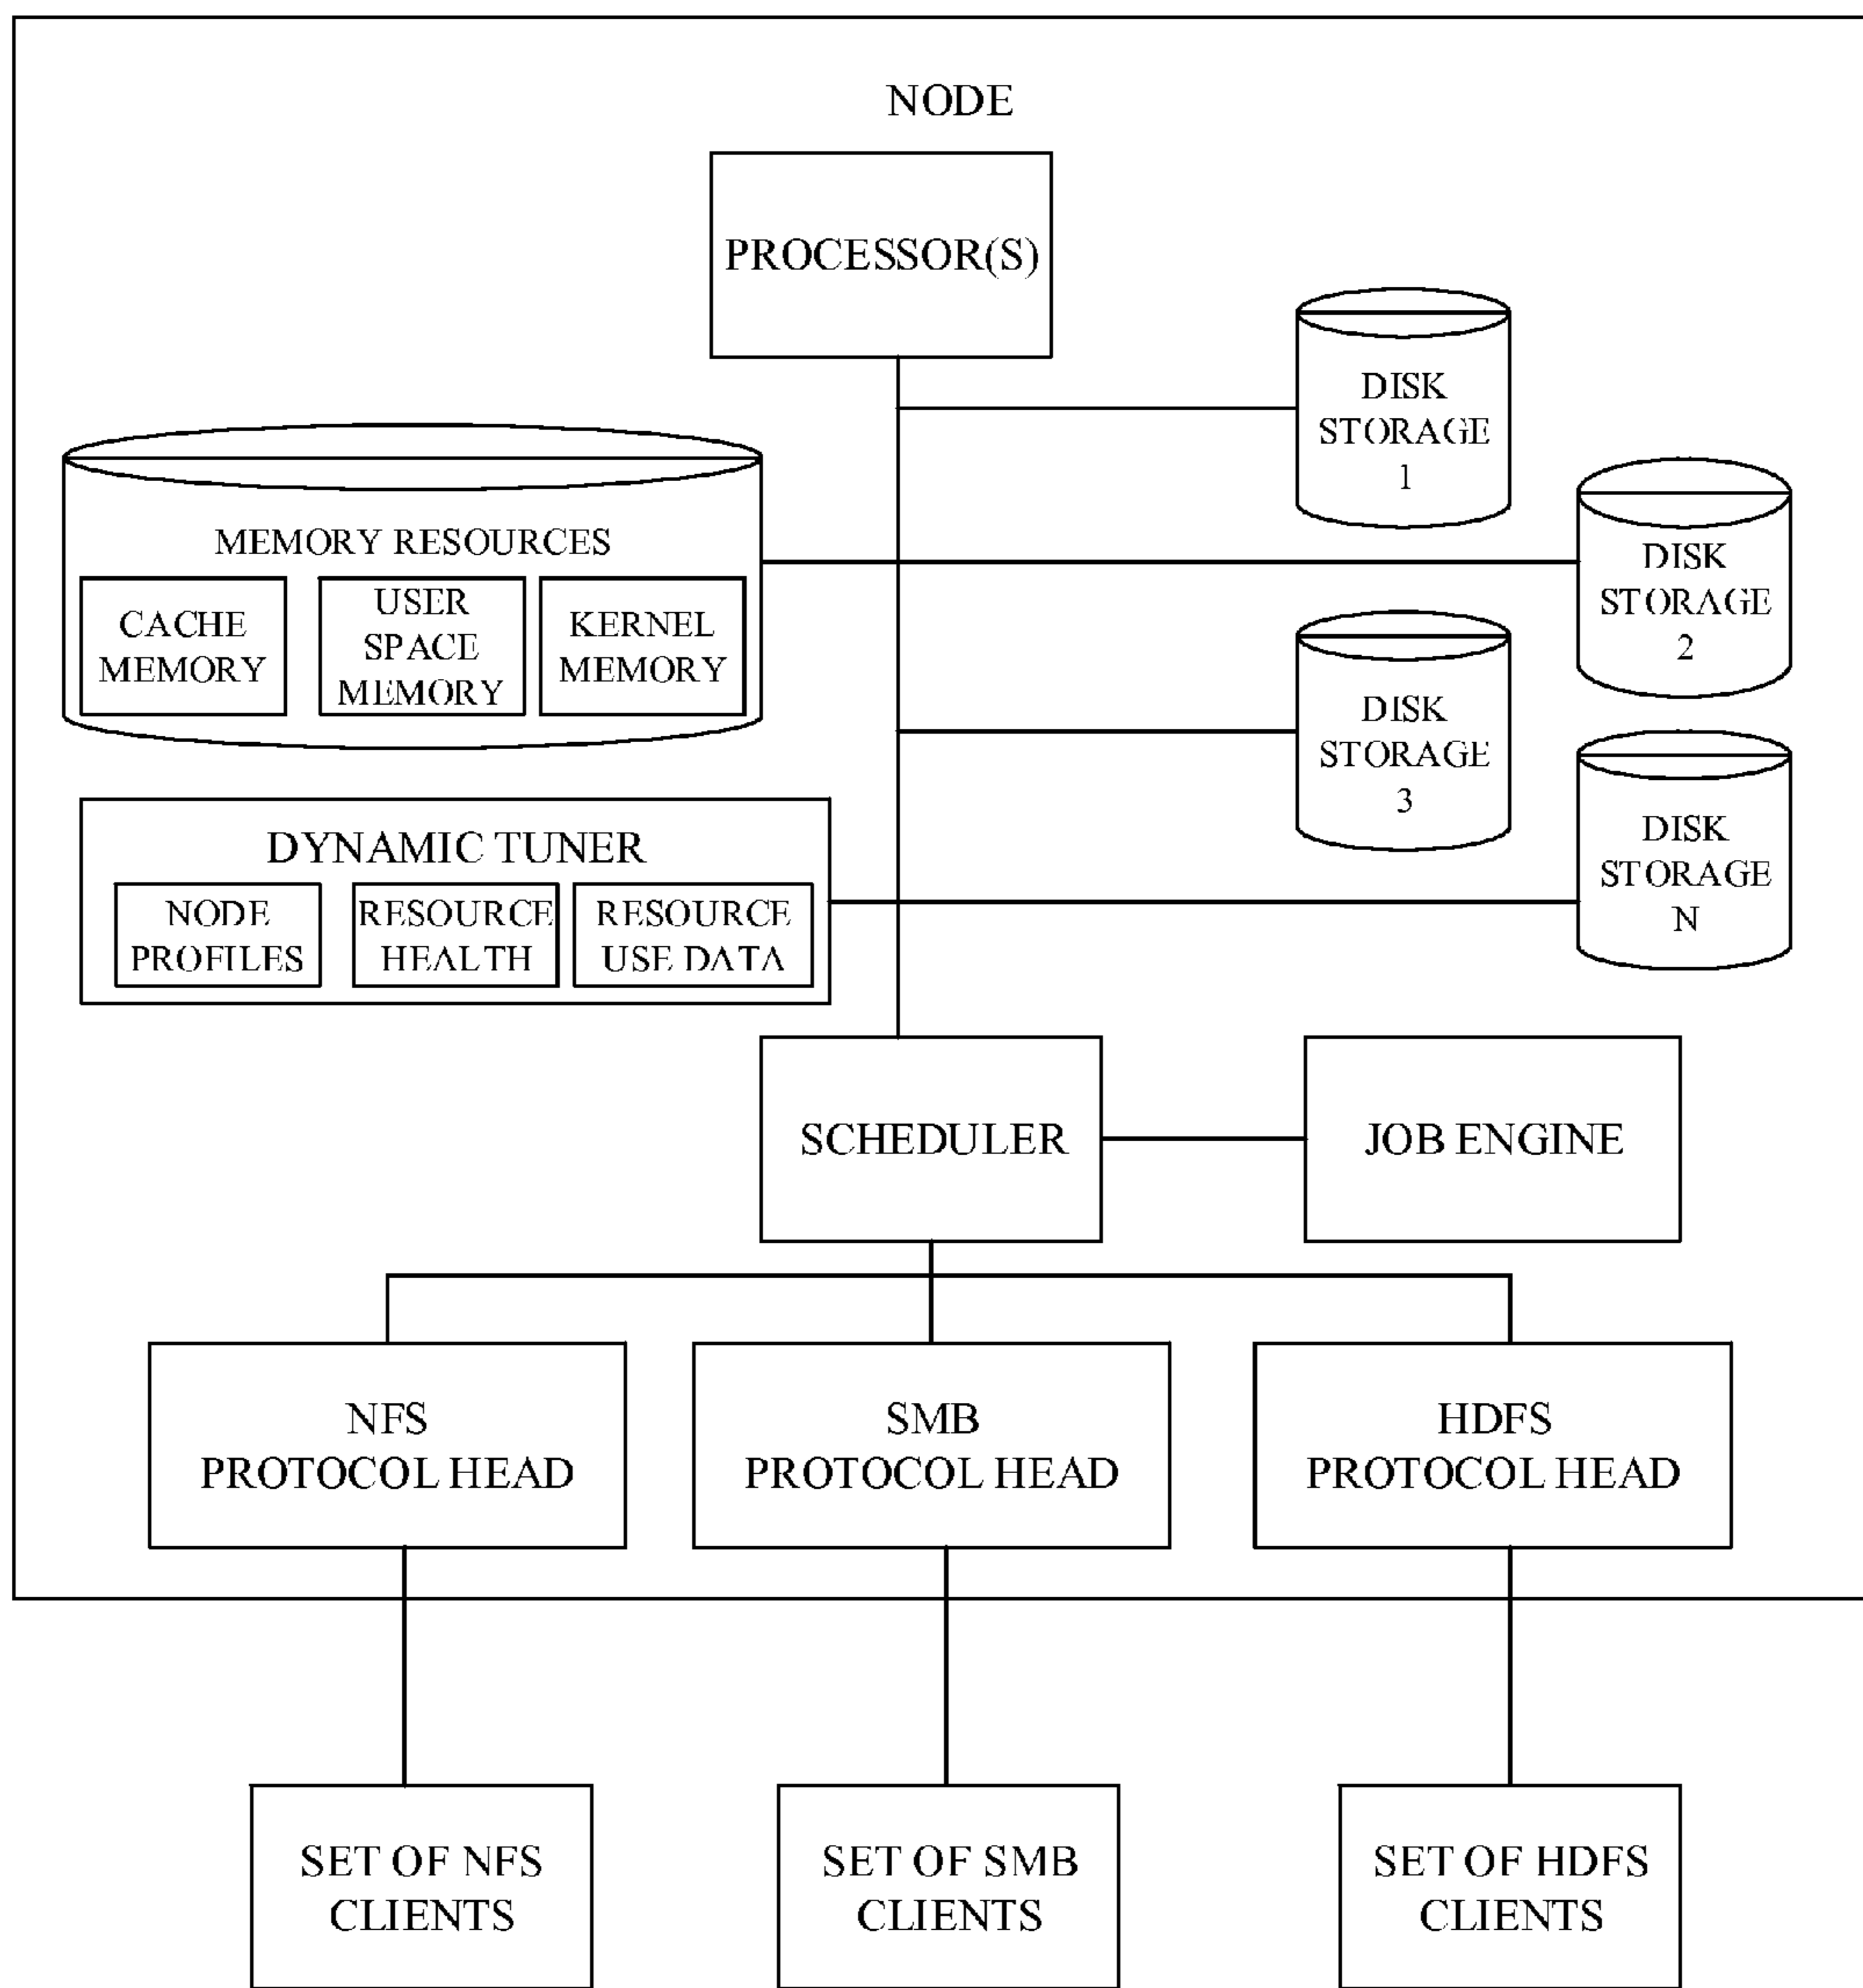 NODE
PROCESSOR(S)
DISK
STORAGE
1
MEMORY RESOURCES
CACHE
MEMORY
USER
SPACE
MEMORY
KERNEL
MEMORY
DISK
STORAGE
2
DISK
STORAGE
3
DYNAMIC TUNER
NODE
PROFILES
RESOURCE
HEALTH
RESOURCE
USE DATA
DISK
STORAGE
N
SCHEDULER
JOB ENGINE
NFS
PROTOCOL HEAD
SMB
PROTOCOL HEAD
HDFS
PROTOCOL HEAD
SET OF NFS
CLIENTS
SET OF SMB
CLIENTS
SET OF HDFS
CLIENTS